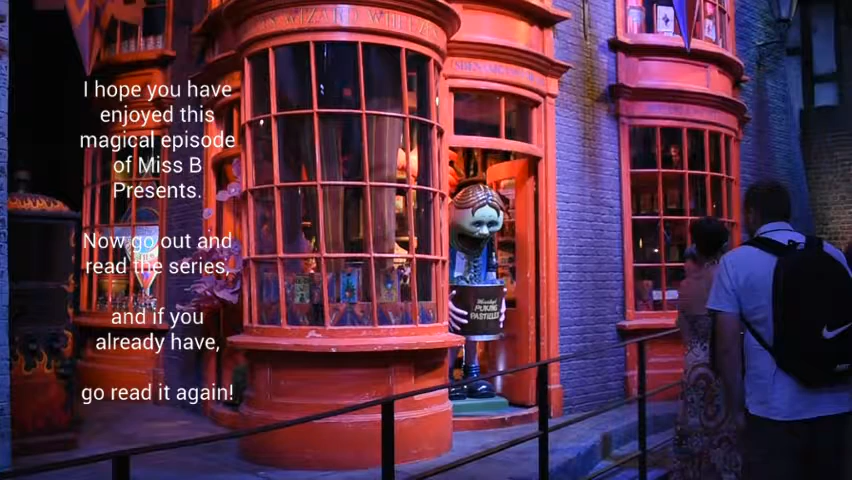 WIZARD WHEEZES
I hope you have
enjoyed this
magical episode
of Miss B
Presents.
Now go out and
read the series,
and if you
already have,
go read it again!
PUKING
PASTILLES